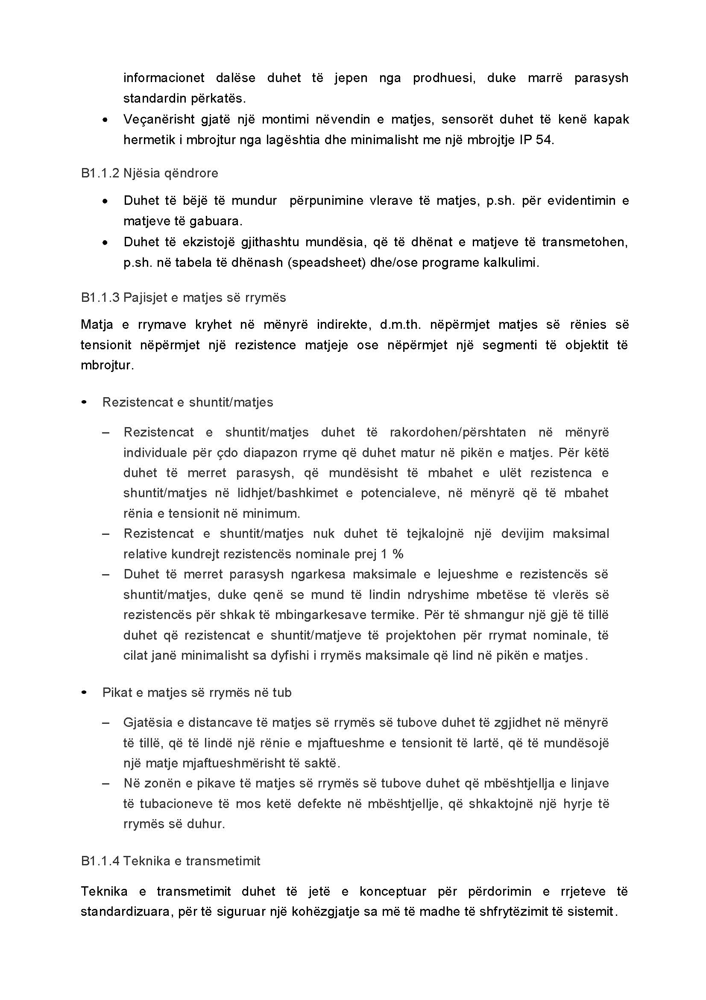 informacionet dalëse duhet të jepen nga prodhuesi, duke marrë parasysh
standardin përkatës.
• Veçanërisht gjatë një montimi nëvendin e matjes, sensorët duhet të kenë kapak
hermetik i mbrojtur nga lagështia dhe minimalisht me një mbrojtje IP 54.
B1.1.2 Njësia qëndrore
• Duhet të bëjë të mundur përpunimine vlerave të matjes, p.sh. për evidentimin e
matjeve të gabuara.
• Duhet të ekzistojë gjithashtu mundësia, që të dhënat e matjeve të transmetohen,
p.sh. në tabela të dhënash (speadsheet) dhe/ose programe kalkulimi.
B1.1.3 Pajisjet e matjes së rrymës
Matja e rrymave kryhet në mënyrë indirekte, d.m.th. nëpërmjet matjes së rënies së
tensionit nëpërmjet një rezistence matjeje ose nëpërmjet një segmenti të objektit të
mbrojtur.
• Rezistencat e shuntit/matjes
– Rezistencat e shuntit/matjes duhet të rakordohen/përshtaten në mënyrë
individuale për çdo diapazon rryme që duhet matur në pikën e matjes. Për këtë
duhet të merret parasysh, që mundësisht të mbahet e ulët rezistenca e
shuntit/matjes në lidhjet/bashkimet e potencialeve, në mënyrë që të mbahet
rënia e tensionit në minimum.
– Rezistencat e shuntit/matjes nuk duhet të tejkalojnë një devijim maksimal
relative kundrejt rezistencës nominale prej 1 %
– Duhet të merret parasysh ngarkesa maksimale e lejueshme e rezistencës së
shuntit/matjes, duke qenë se mund të lindin ndryshime mbetëse të vlerës së
rezistencës për shkak të mbingarkesave termike. Për të shmangur një gjë të tillë
duhet që rezistencat e shuntit/matjeve të projektohen për rrymat nominale, të
cilat janë minimalisht sa dyfishi i rrymës maksimale që lind në pikën e matjes.
• Pikat e matjes së rrymës në tub
– Gjatësia e distancave të matjes së rrymës së tubove duhet të zgjidhet në mënyrë
të tillë, që të lindë një rënie e mjaftueshme e tensionit të lartë, që të mundësojë
një matje mjaftueshmërisht të saktë.
– Në zonën e pikave të matjes së rrymës së tubove duhet që mbështjellja e linjave
të tubacioneve të mos ketë defekte në mbështjellje, që shkaktojnë një hyrje të
rrymës së duhur.
B1.1.4 Teknika e transmetimit
Teknika e transmetimit duhet të jetë e konceptuar për përdorimin e rrjeteve të
standardizuara, për të siguruar një kohëzgjatje sa më të madhe të shfrytëzimit të sistemit.